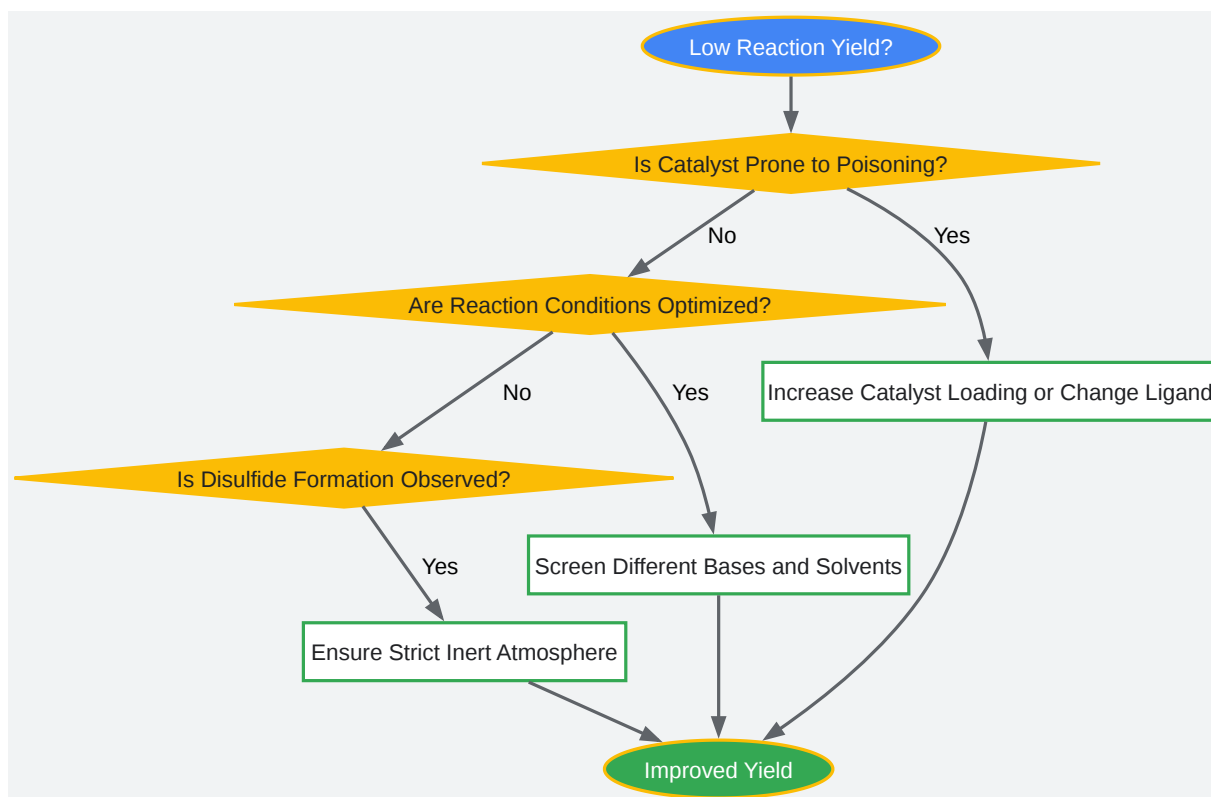 Low Reaction Yield?
Is Catalyst Prone to Poisoning?
No
Yes
Are Reaction Conditions Optimized?
Increase Catalyst Loading or Change Ligand
No
Yes
Is Disulfide Formation Observed?
Yes
Screen Different Bases and Solvents
Ensure Strict Inert Atmosphere
Improved Yield